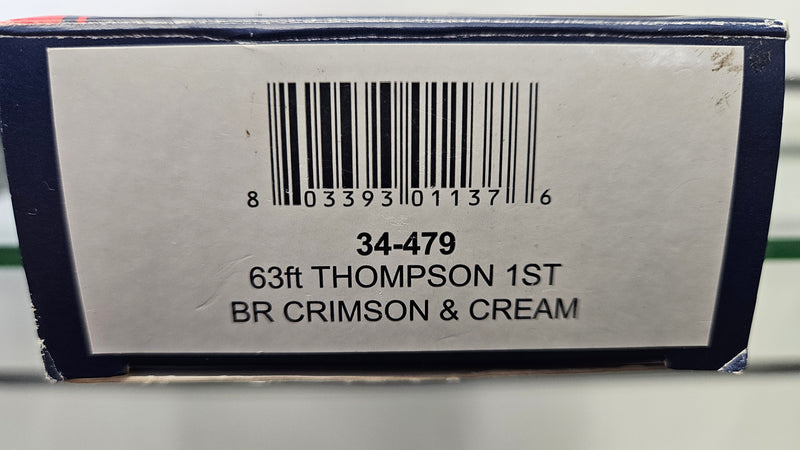 8 03393 01137 6
34-479
63ft THOMPSON 1ST
BR CRIMSON & CREAM